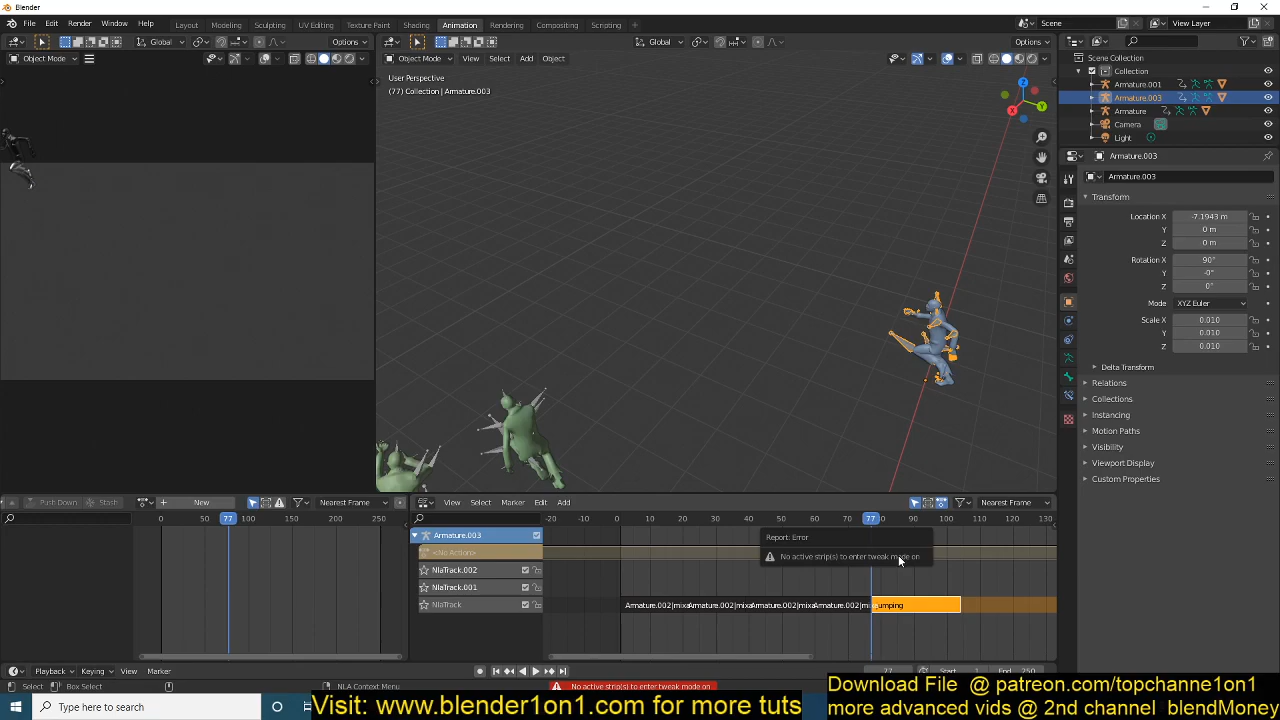 Blender
File Edit Render Window Help Layout Modeling Sculpting UV Editing Texture Paint Shading Animation Rendering Compositing Scripting Scene View Layer
Global Options Global Options
Object Mode Object Mode View Select Add Object
User Perspective
(77) Collection | Armature.003
Z
Y
X
Scene Collection
Collection
Armature.001
Armature.003
Armature
Camera
Light
Armature.003
Armature.003
Transform
Location X -7.1943 m
Y 0 m
Z 0 m
Rotation X 90°
Y -0°
Z 0°
Mode XYZ Euler
Scale X 0.010
Y 0.010
Z 0.010
Delta Transform
Relations
Collections
Instancing
Motion Paths
Visibility
Viewport Display
Custom Properties
Push Down Stash New Nearest Frame View Select Marker Edit Add Nearest Frame
0 50 77 100 150 200 250 -20 -10 0 10 20 30 40 50 60 70 77 80 90 100 110 120 130
Armature.003
<No Action>
NlaTrack.002
NlaTrack.001
NlaTrack
Report: Error
No active strip(s) to enter tweak mode on
Armature.002|mixa Armature.002|mixa Armature.002|mixa Armature.002|mi umping
Playback Keying View Marker 77 Start 1 End 250
Select Box Select NLA Context Menu No active strip(s) to enter tweak mode on
Type here to search
Visit: www.blender1on1.com for more tuts
Download File @ patreon.com/topchanne1on1
more advanced vids @ 2nd channel blendMoney